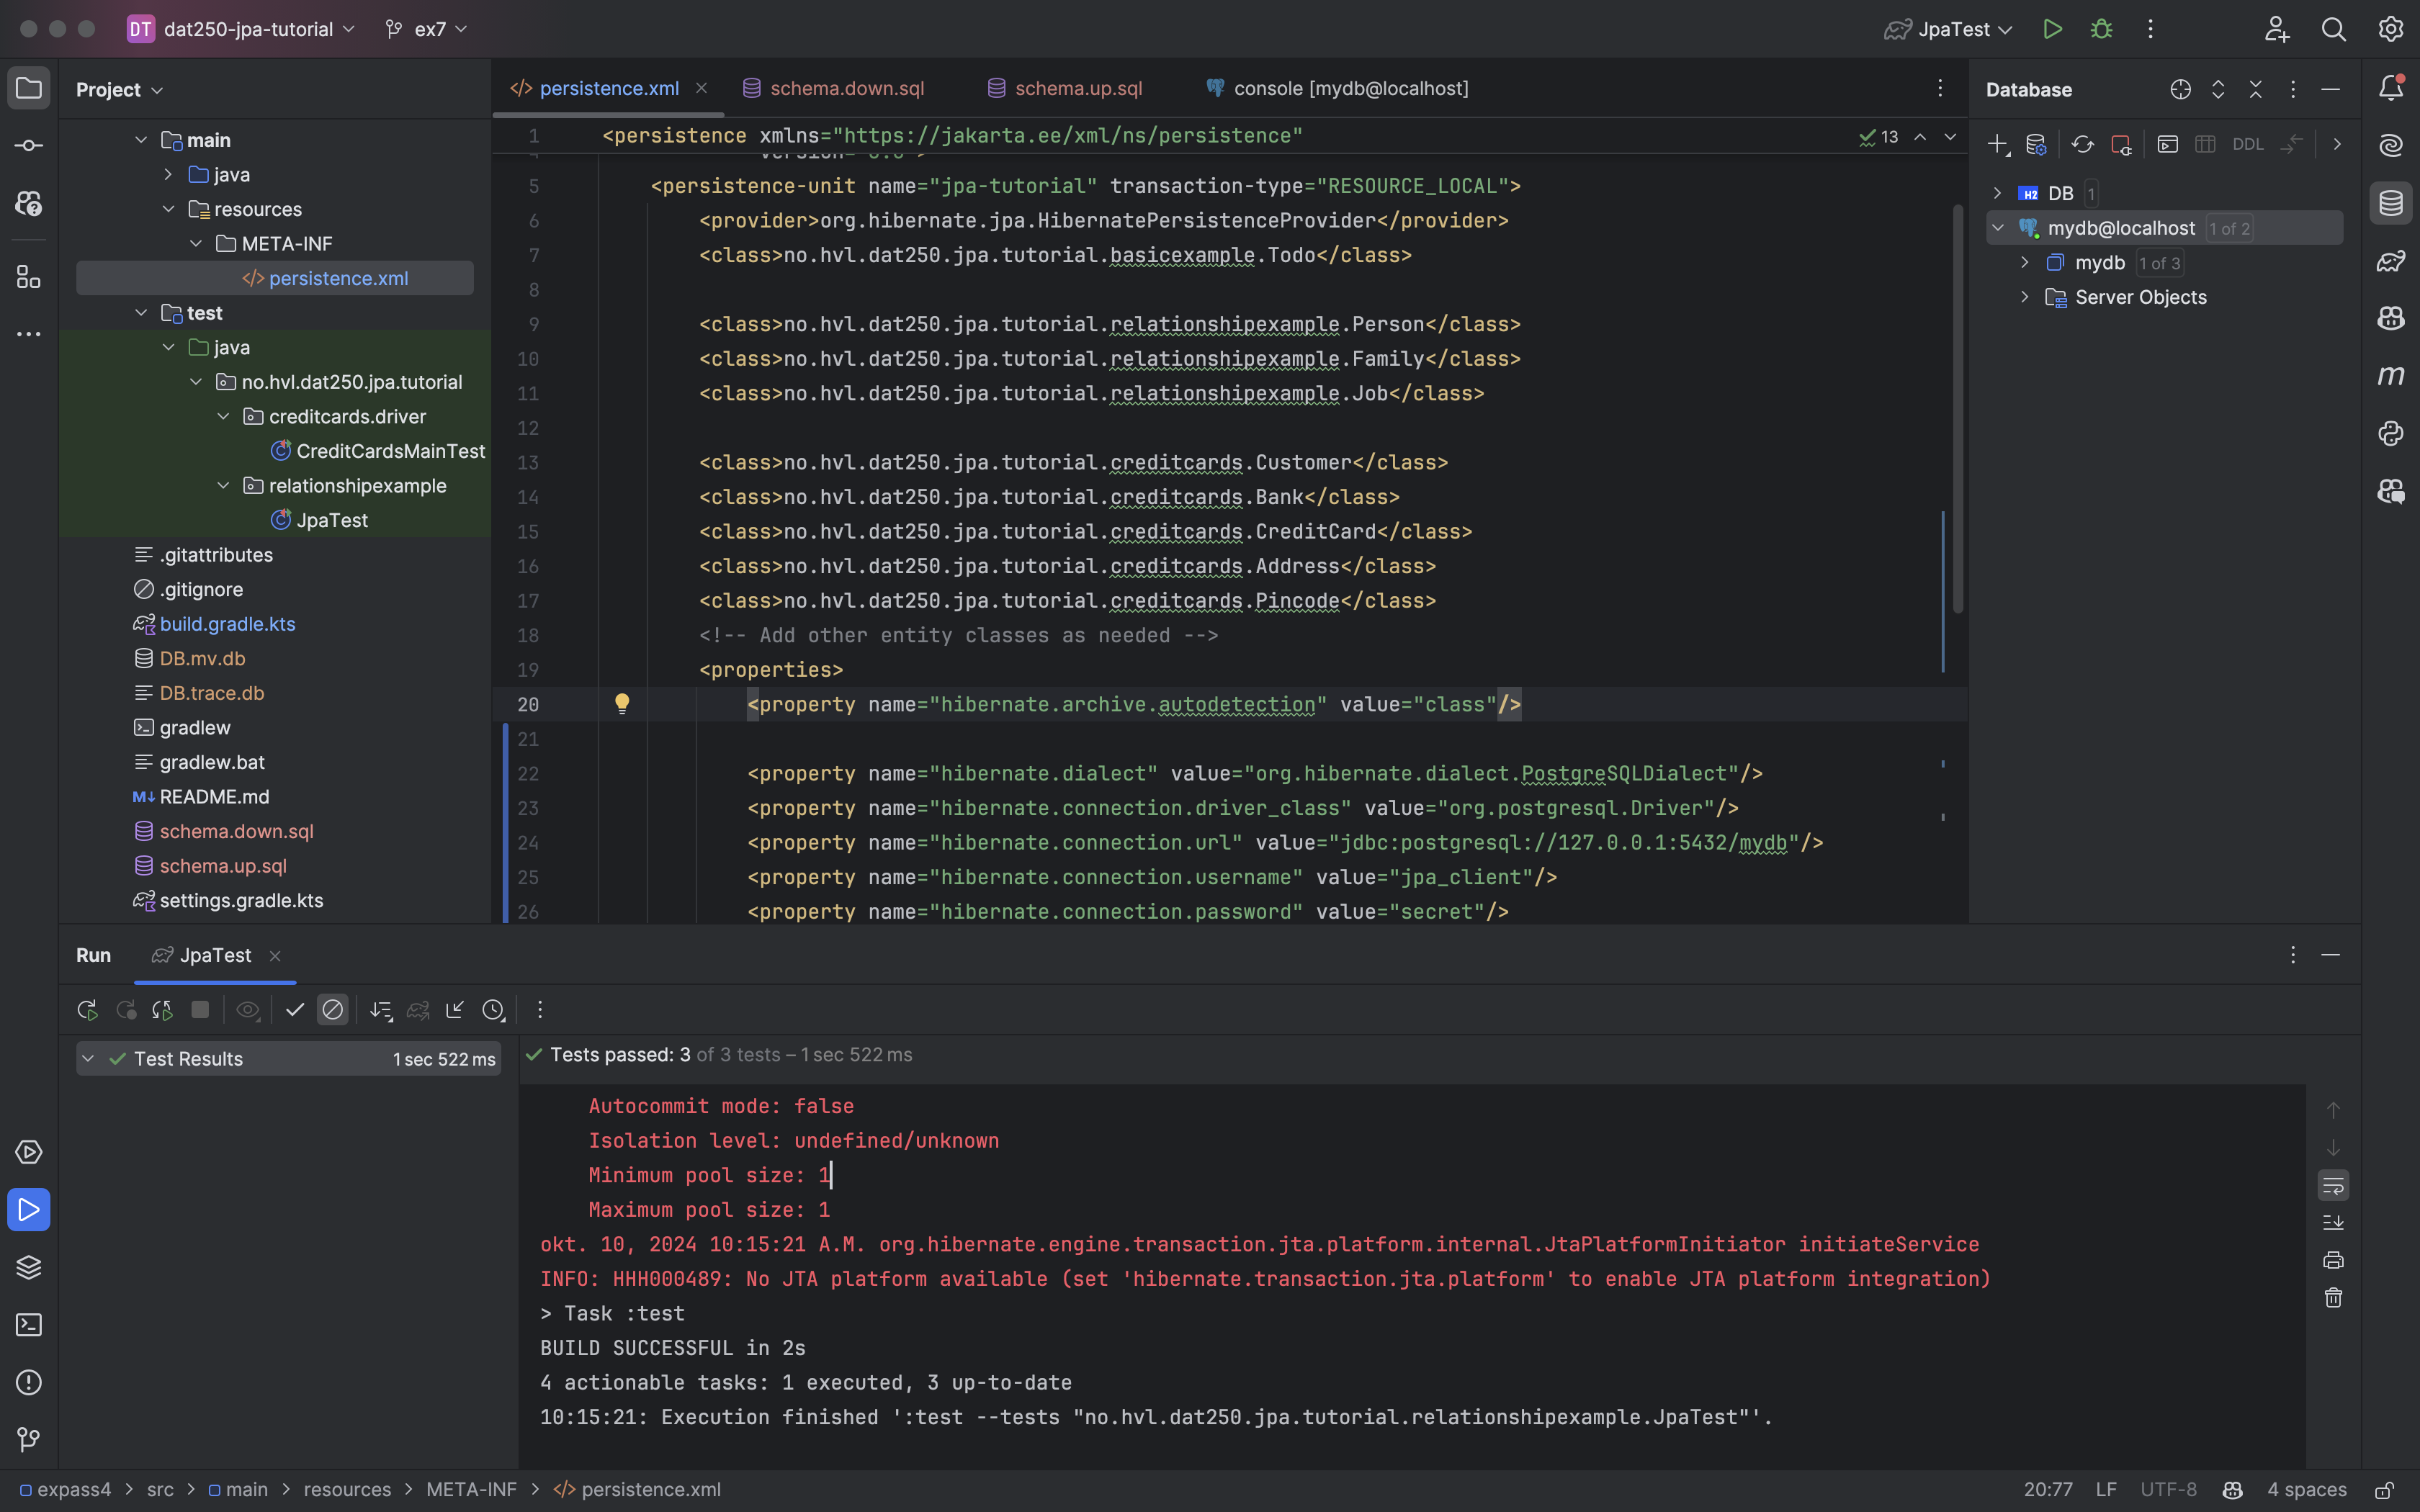 DT dat250-jpa-tutorial ex7 JpaTest
Project
main
java
resources
META-INF
persistence.xml
test
java
no.hvl.dat250.jpa.tutorial
creditcards.driver
CreditCardsMainTest
relationshipexample
JpaTest
.gitattributes
.gitignore
build.gradle.kts
DB.mv.db
DB.trace.db
gradlew
gradlew.bat
README.md
schema.down.sql
schema.up.sql
settings.gradle.kts
persistence.xml schema.down.sql schema.up.sql console [mydb@localhost]
1 <persistence xmlns="https://jakarta.ee/xml/ns/persistence" 13
5 <persistence-unit name="jpa-tutorial" transaction-type="RESOURCE_LOCAL">
6 <provider>org.hibernate.jpa.HibernatePersistenceProvider</provider>
7 <class>no.hvl.dat250.jpa.tutorial.basicexample.Todo</class>
8
9 <class>no.hvl.dat250.jpa.tutorial.relationshipexample.Person</class>
10 <class>no.hvl.dat250.jpa.tutorial.relationshipexample.Family</class>
11 <class>no.hvl.dat250.jpa.tutorial.relationshipexample.Job</class>
12
13 <class>no.hvl.dat250.jpa.tutorial.creditcards.Customer</class>
14 <class>no.hvl.dat250.jpa.tutorial.creditcards.Bank</class>
15 <class>no.hvl.dat250.jpa.tutorial.creditcards.CreditCard</class>
16 <class>no.hvl.dat250.jpa.tutorial.creditcards.Address</class>
17 <class>no.hvl.dat250.jpa.tutorial.creditcards.Pincode</class>
18 <!-- Add other entity classes as needed -->
19 <properties>
20 <property name="hibernate.archive.autodetection" value="class"/>
21
22 <property name="hibernate.dialect" value="org.hibernate.dialect.PostgreSQLDialect"/>
23 <property name="hibernate.connection.driver_class" value="org.postgresql.Driver"/>
24 <property name="hibernate.connection.url" value="jdbc:postgresql://127.0.0.1:5432/mydb"/>
25 <property name="hibernate.connection.username" value="jpa_client"/>
26 <property name="hibernate.connection.password" value="secret"/>
Database
DDL
H2 DB 1
mydb@localhost 1 of 2
mydb 1 of 3
Server Objects
Run JpaTest
Test Results 1 sec 522 ms
Tests passed: 3 of 3 tests – 1 sec 522 ms
Autocommit mode: false
Isolation level: undefined/unknown
Minimum pool size: 1
Maximum pool size: 1
okt. 10, 2024 10:15:21 A.M. org.hibernate.engine.transaction.jta.platform.internal.JtaPlatformInitiator initiateService
INFO: HHH000489: No JTA platform available (set 'hibernate.transaction.jta.platform' to enable JTA platform integration)
> Task :test
BUILD SUCCESSFUL in 2s
4 actionable tasks: 1 executed, 3 up-to-date
10:15:21: Execution finished ':test --tests "no.hvl.dat250.jpa.tutorial.relationshipexample.JpaTest"'.
expass4 > src > main > resources > META-INF > persistence.xml 20:77 LF UTF-8 4 spaces